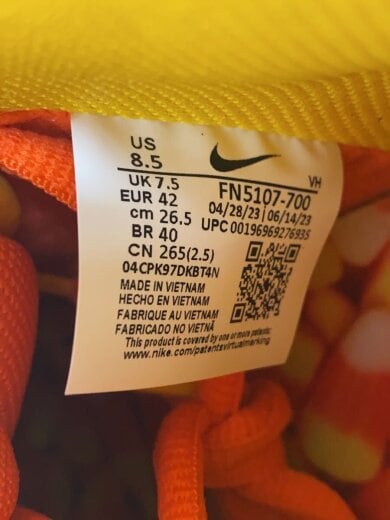 US
8.5
VH
UK 7.5
FN5107-700
EUR 42
04/28/23 | 06/14/23
cm 26.5
UPC 00196969276935
BR 40
CN 265(2.5)
04CPK97DKBT4N
MADE IN VIETNAM
HECHO EN VIETNAM
FABRIQUE AU VIETNAM
FABRICADO NO VIETNÃ
This product is covered by one or more patents:
www.nike.com/patentsvirtualmarking